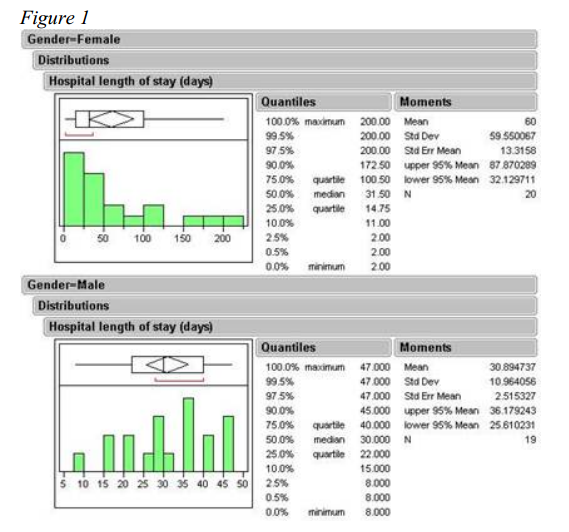 Figure 1
Gender=Female
Distributions
Hospital length of stay (days)
Quantiles
100.0% maximum 200.00
99.5% 200.00
97.5% 200.00
90.0% 172.50
75.0% quartile 100.50
50.0% median 31.50
25.0% quartile 14.75
10.0% 11.00
2.5% 2.00
0.5% 2.00
0.0% minimum 2.00
Moments
Mean 60
Std Dev 59.550067
Std Err Mean 13.3158
upper 95% Mean 87.870289
lower 95% Mean 32.129711
N 20
0 50 100 150 200
Gender=Male
Distributions
Hospital length of stay (days)
Quantiles
100.0% maximum 47.000
99.5% 47.000
97.5% 47.000
90.0% 45.000
75.0% quartile 40.000
50.0% median 30.000
25.0% quartile 22.000
10.0% 15.000
2.5% 8.000
0.5% 8.000
0.0% minimum 8.000
Moments
Mean 30.894737
Std Dev 10.964056
Std Err Mean 2.515327
upper 95% Mean 36.179243
lower 95% Mean 25.610231
N 19
5 10 15 20 25 30 35 40 45 50